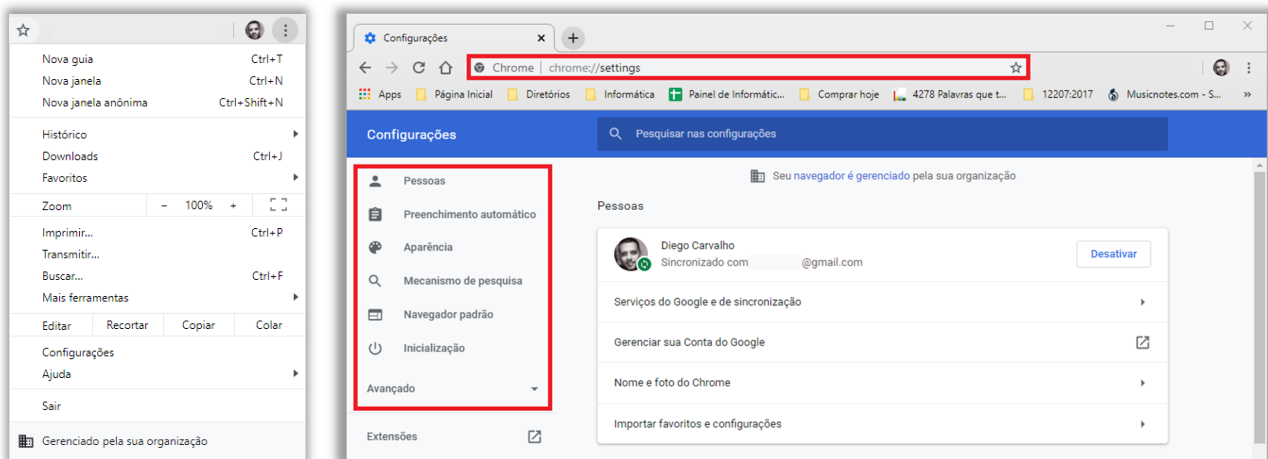 Nova guia Ctrl+T
Nova janela Ctrl+N
Nova janela anônima Ctrl+Shift+N
Histórico
Downloads Ctrl+J
Favoritos
Zoom - 100% +
Imprimir... Ctrl+P
Transmitir...
Buscar... Ctrl+F
Mais ferramentas
Editar Recortar Copiar Colar
Configurações
Ajuda
Sair
Gerenciado pela sua organização
Configurações
Chrome | chrome://settings
Apps Página Inicial Diretórios Informática Painel de Informátic... Comprar hoje 4278 Palavras que t... 12207:2017 Musicnotes.com - S... »
Configurações
Pesquisar nas configurações
Pessoas
Preenchimento automático
Aparência
Mecanismo de pesquisa
Navegador padrão
Inicialização
Avançado
Extensões
Seu navegador é gerenciado pela sua organização
Pessoas
Diego Carvalho
Sincronizado com @gmail.com
Desativar
Serviços do Google e de sincronização
Gerenciar sua Conta do Google
Nome e foto do Chrome
Importar favoritos e configurações